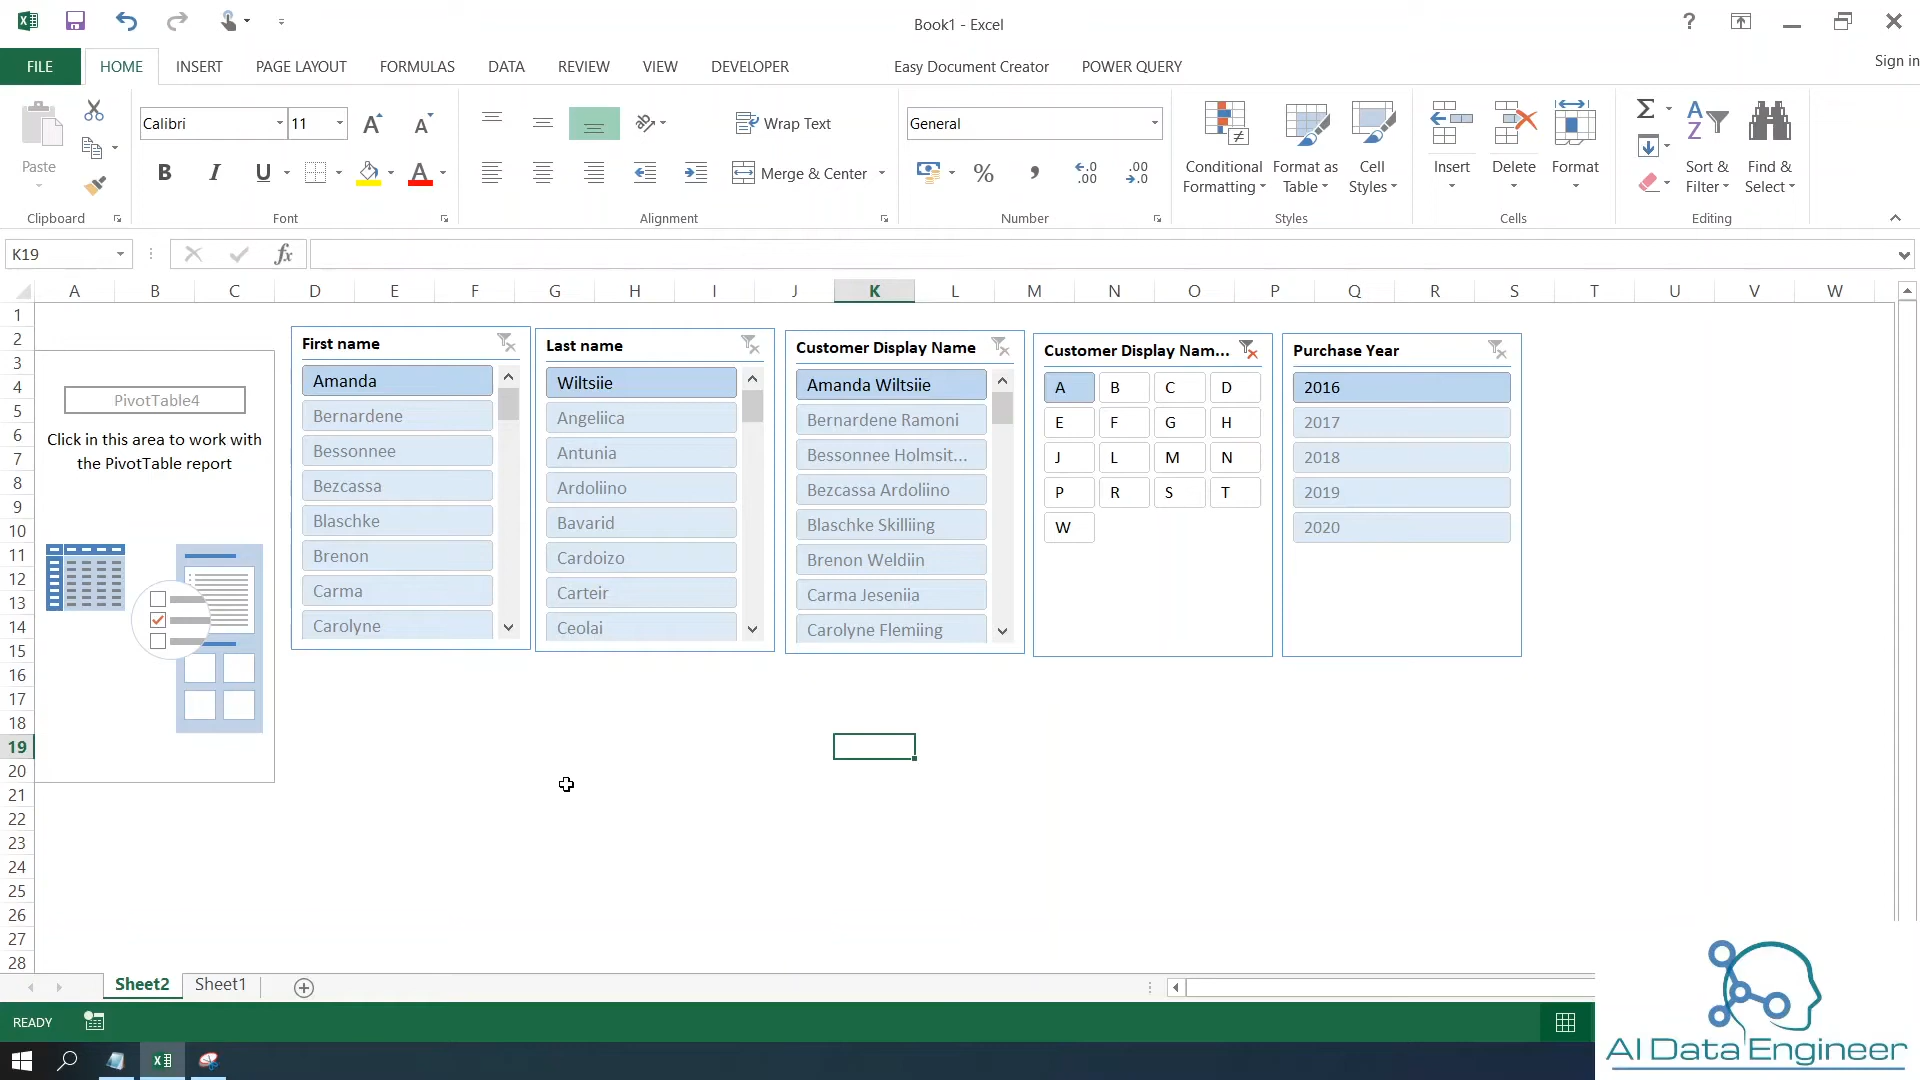 Book1 - Excel
?
FILE
HOME
INSERT
PAGE LAYOUT
FORMULAS
DATA
REVIEW
VIEW
DEVELOPER
Easy Document Creator
POWER QUERY
Sign in
Paste
Clipboard
Calibri
11
B I U
Font
Wrap Text
Merge & Center
Alignment
General
%
Number
Conditional
Formatting
Format as
Table
Cell
Styles
Styles
Insert
Delete
Format
Cells
Sort &
Filter
Find &
Select
Editing
K19
fx
A B C D E F G H I J K L M N O P Q R S T U V W
1
2
3
4
5
6
7
8
9
10
11
12
13
14
15
16
17
18
19
20
21
22
23
24
25
26
27
28
PivotTable4
Click in this area to work with
the PivotTable report
First name
Amanda
Bernardene
Bessonnee
Bezcassa
Blaschke
Brenon
Carma
Carolyne
Last name
Wiltsiie
Angeliica
Antunia
Ardoliino
Bavarid
Cardoizo
Carteir
Ceolai
Customer Display Name
Amanda Wiltsiie
Bernardene Ramoni
Bessonnee Holmsit...
Bezcassa Ardoliino
Blaschke Skilliing
Brenon Weldiin
Carma Jeseniia
Carolyne Flemiing
Customer Display Nam...
A B C D
E F G H
J L M N
P R S T
W
Purchase Year
2016
2017
2018
2019
2020
Sheet2
Sheet1
READY
AI Data Engineer